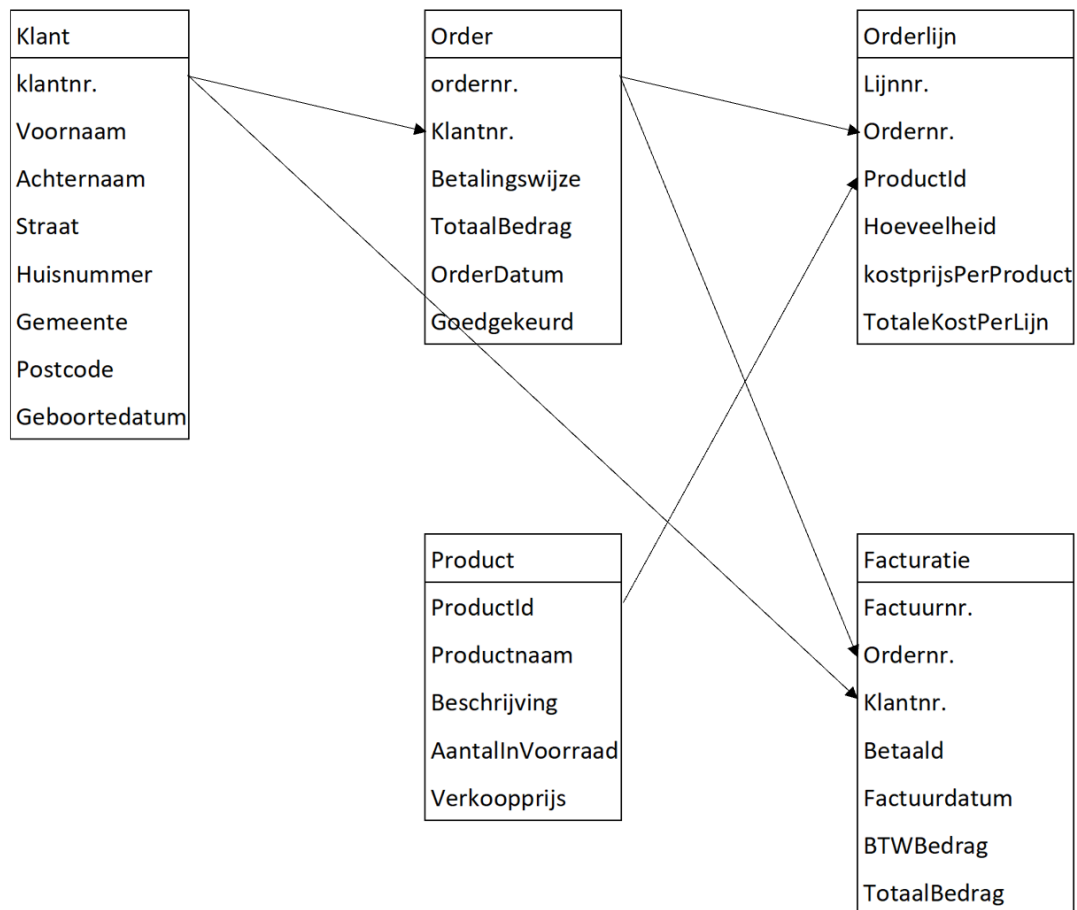 Klant
klantnr.
Voornaam
Achternaam
Straat
Huisnummer
Gemeente
Postcode
Geboortedatum
Order
ordernr.
Klantnr.
Betalingswijze
TotaalBedrag
OrderDatum
Goedgekeurd
Orderlijn
Lijnnr.
Ordernr.
ProductId
Hoeveelheid
kostprijsPerProduct
TotaleKostPerLijn
Product
ProductId
Productnaam
Beschrijving
AantalInVoorraad
Verkoopprijs
Facturatie
Factuurnr.
Ordernr.
Klantnr.
Betaald
Factuurdatum
BTWBedrag
TotaalBedrag